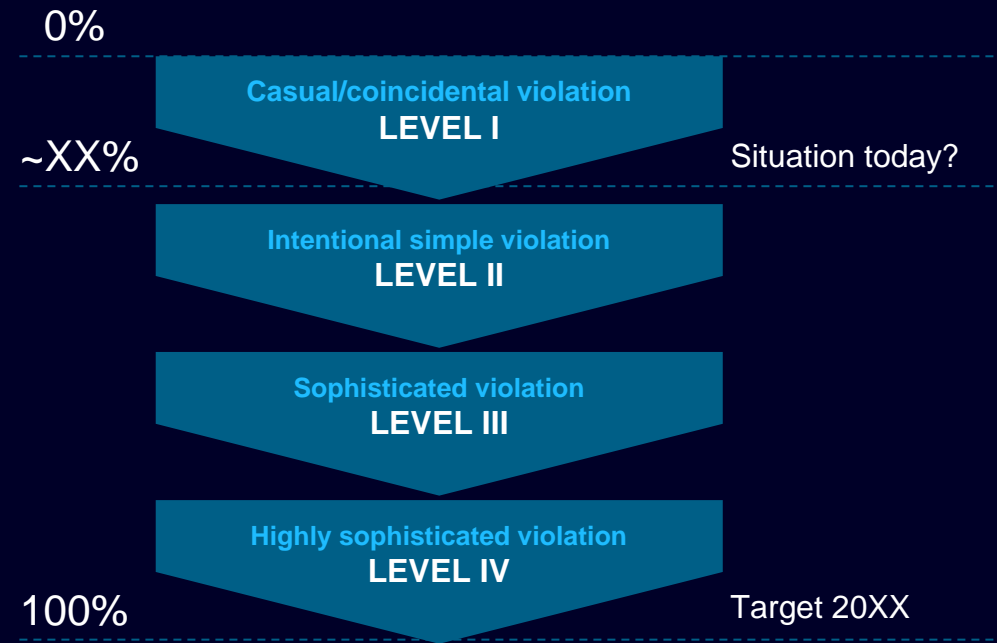 0%
Casual/coincidental violation
LEVEL I
~XX%
Situation today?
Intentional simple violation
LEVEL II
Sophisticated violation
LEVEL III
Highly sophisticated violation
LEVEL IV
100%
Target 20XX